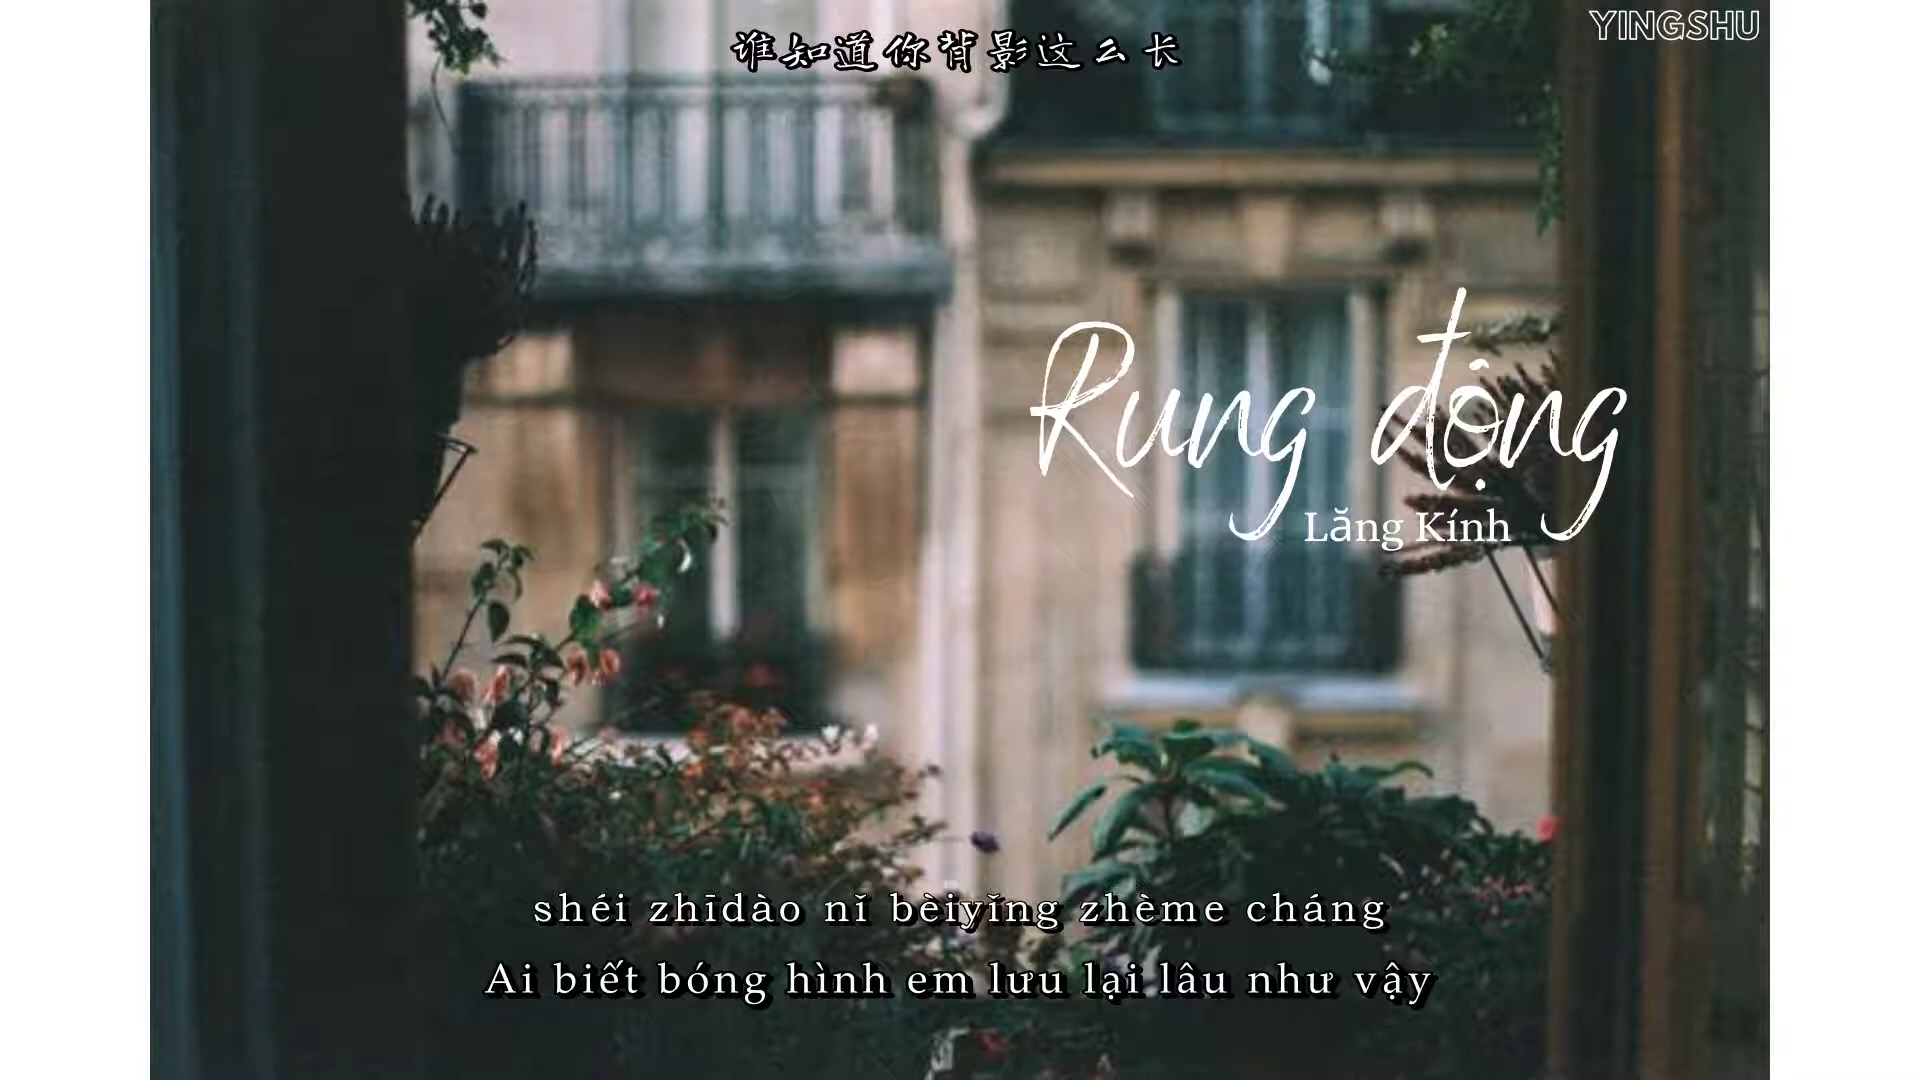 谁知道你背影这么长
YINGSHU
Rung động
Lăng Kính
shéi zhīdào nǐ bèiyǐng zhème cháng
Ai biết bóng hình em lưu lại lâu như vậy